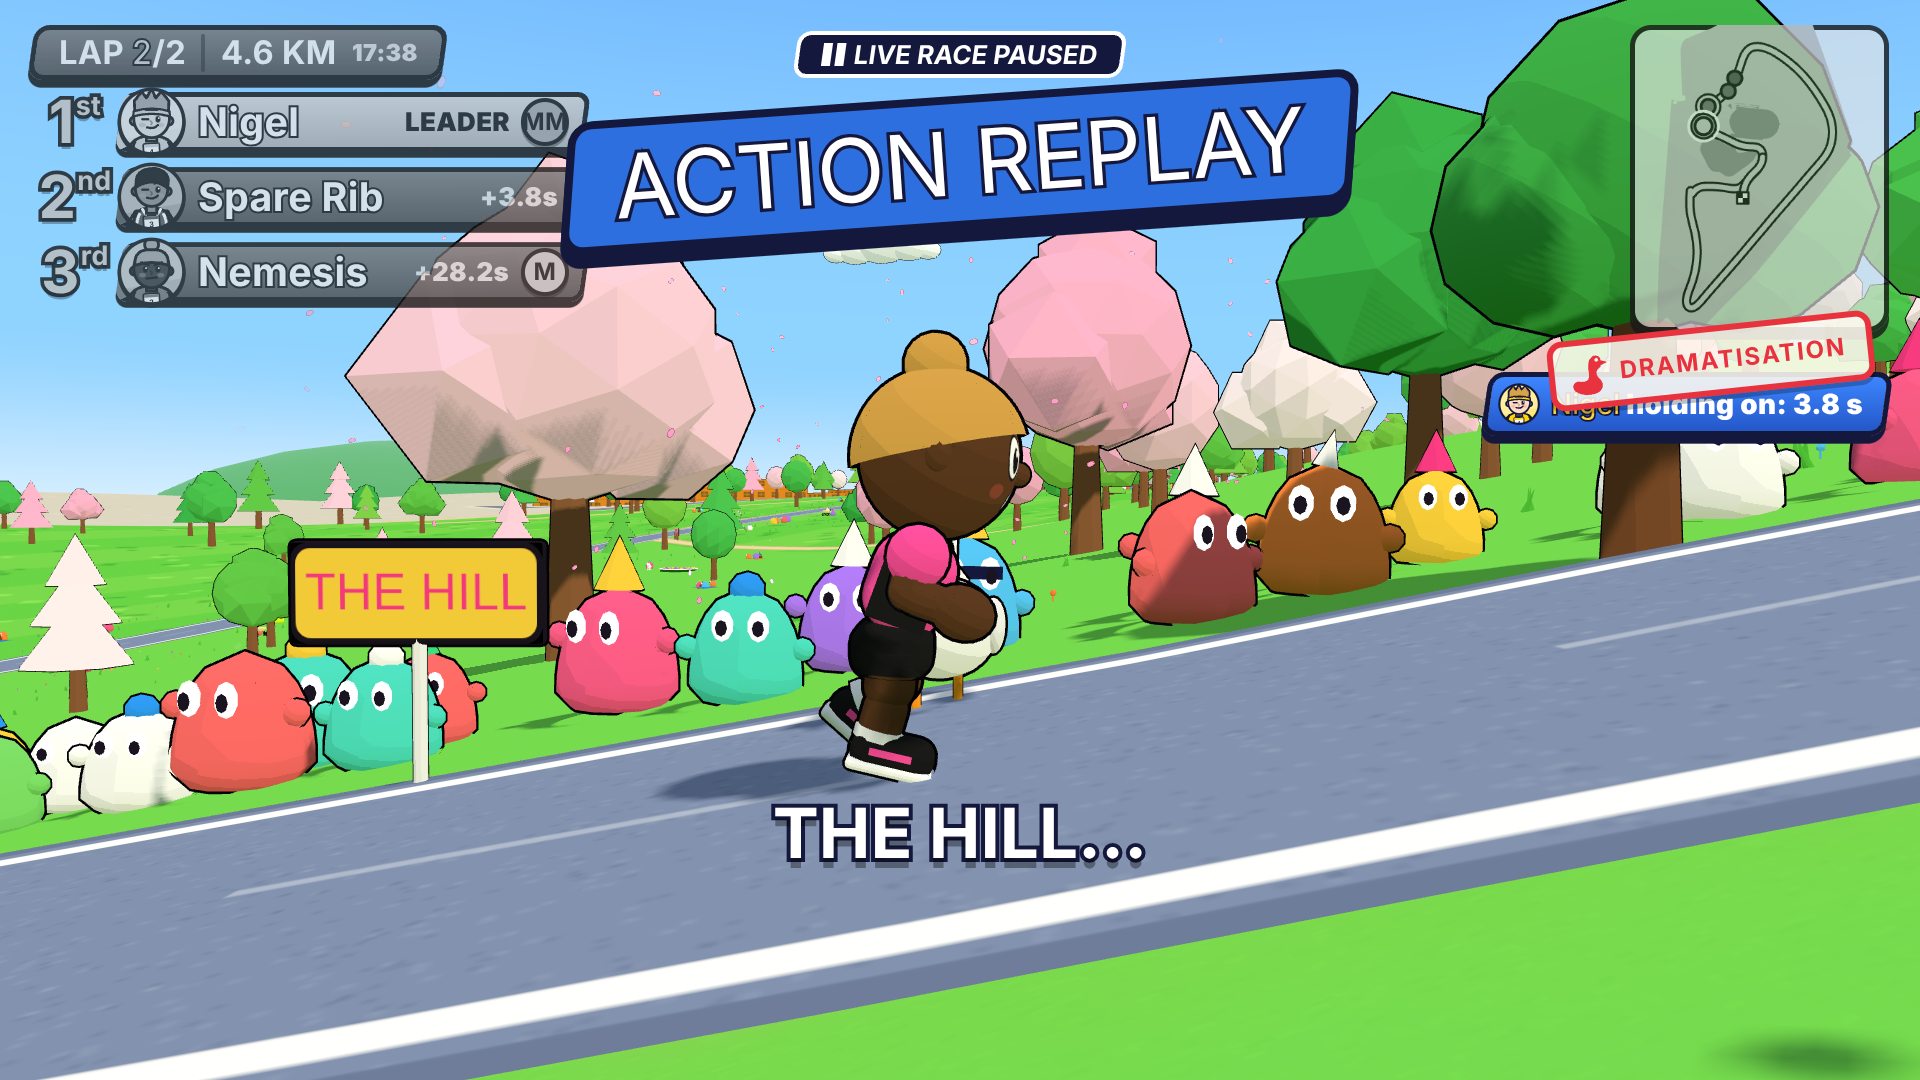 LAP 2/2 4.6 KM 17:38
LIVE RACE PAUSED
ACTION REPLAY
1st Nigel LEADER MM
2nd Spare Rib +3.8s
3rd Nemesis +28.2s M
DRAMATISATION
Nigel holding on: 3.8 s
THE HILL
THE HILL...